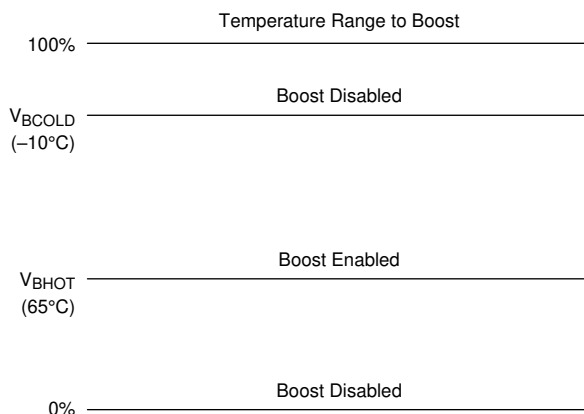 Temperature Range to Boost
100%
Boost Disabled
VBCOLD
(–10°C)
Boost Enabled
VBHOT
(65°C)
Boost Disabled
0%